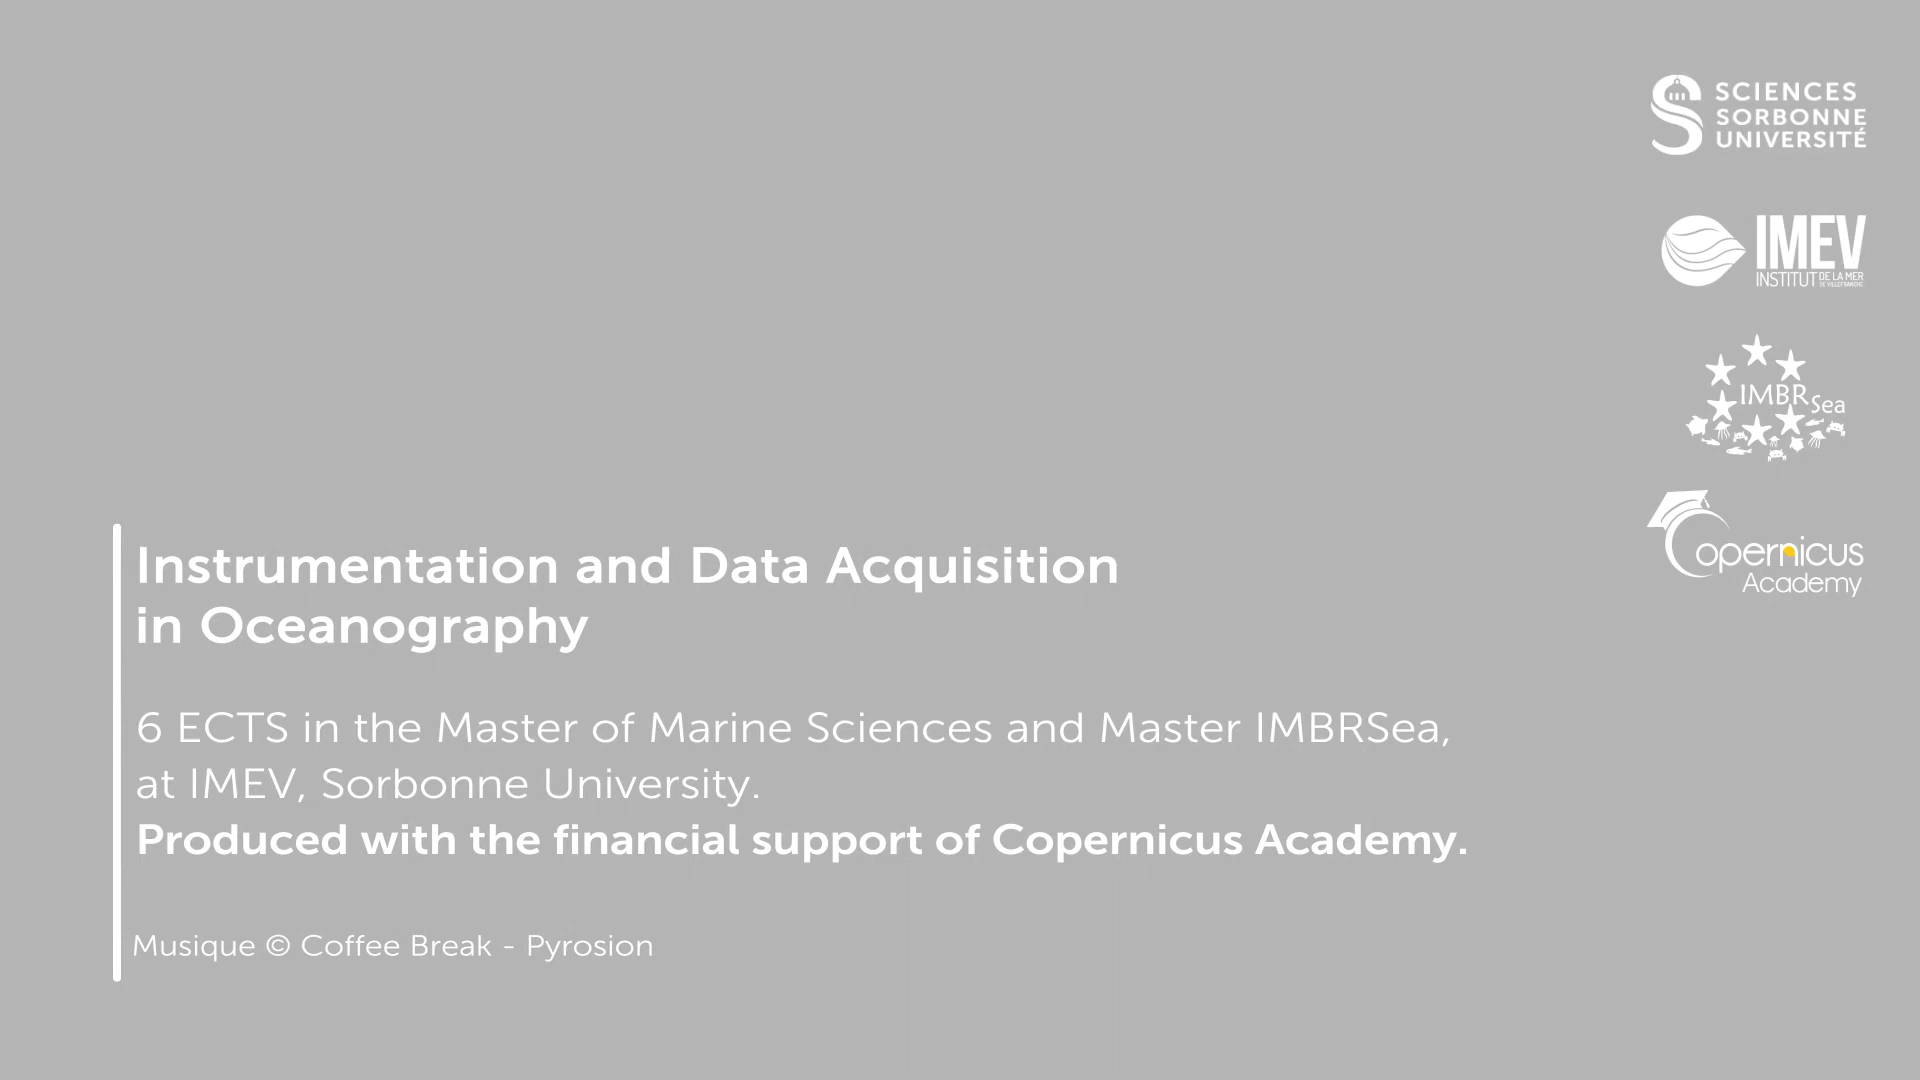 SCIENCES
SORBONNE
UNIVERSITÉ
IMEV
INSTITUT DE LA MER
DE VILLEFRANCHE
IMBRSea
Copernicus
Academy
Instrumentation and Data Acquisition
in Oceanography
6 ECTS in the Master of Marine Sciences and Master IMBRSea,
at IMEV, Sorbonne University.
Produced with the financial support of Copernicus Academy.
Musique © Coffee Break - Pyrosion